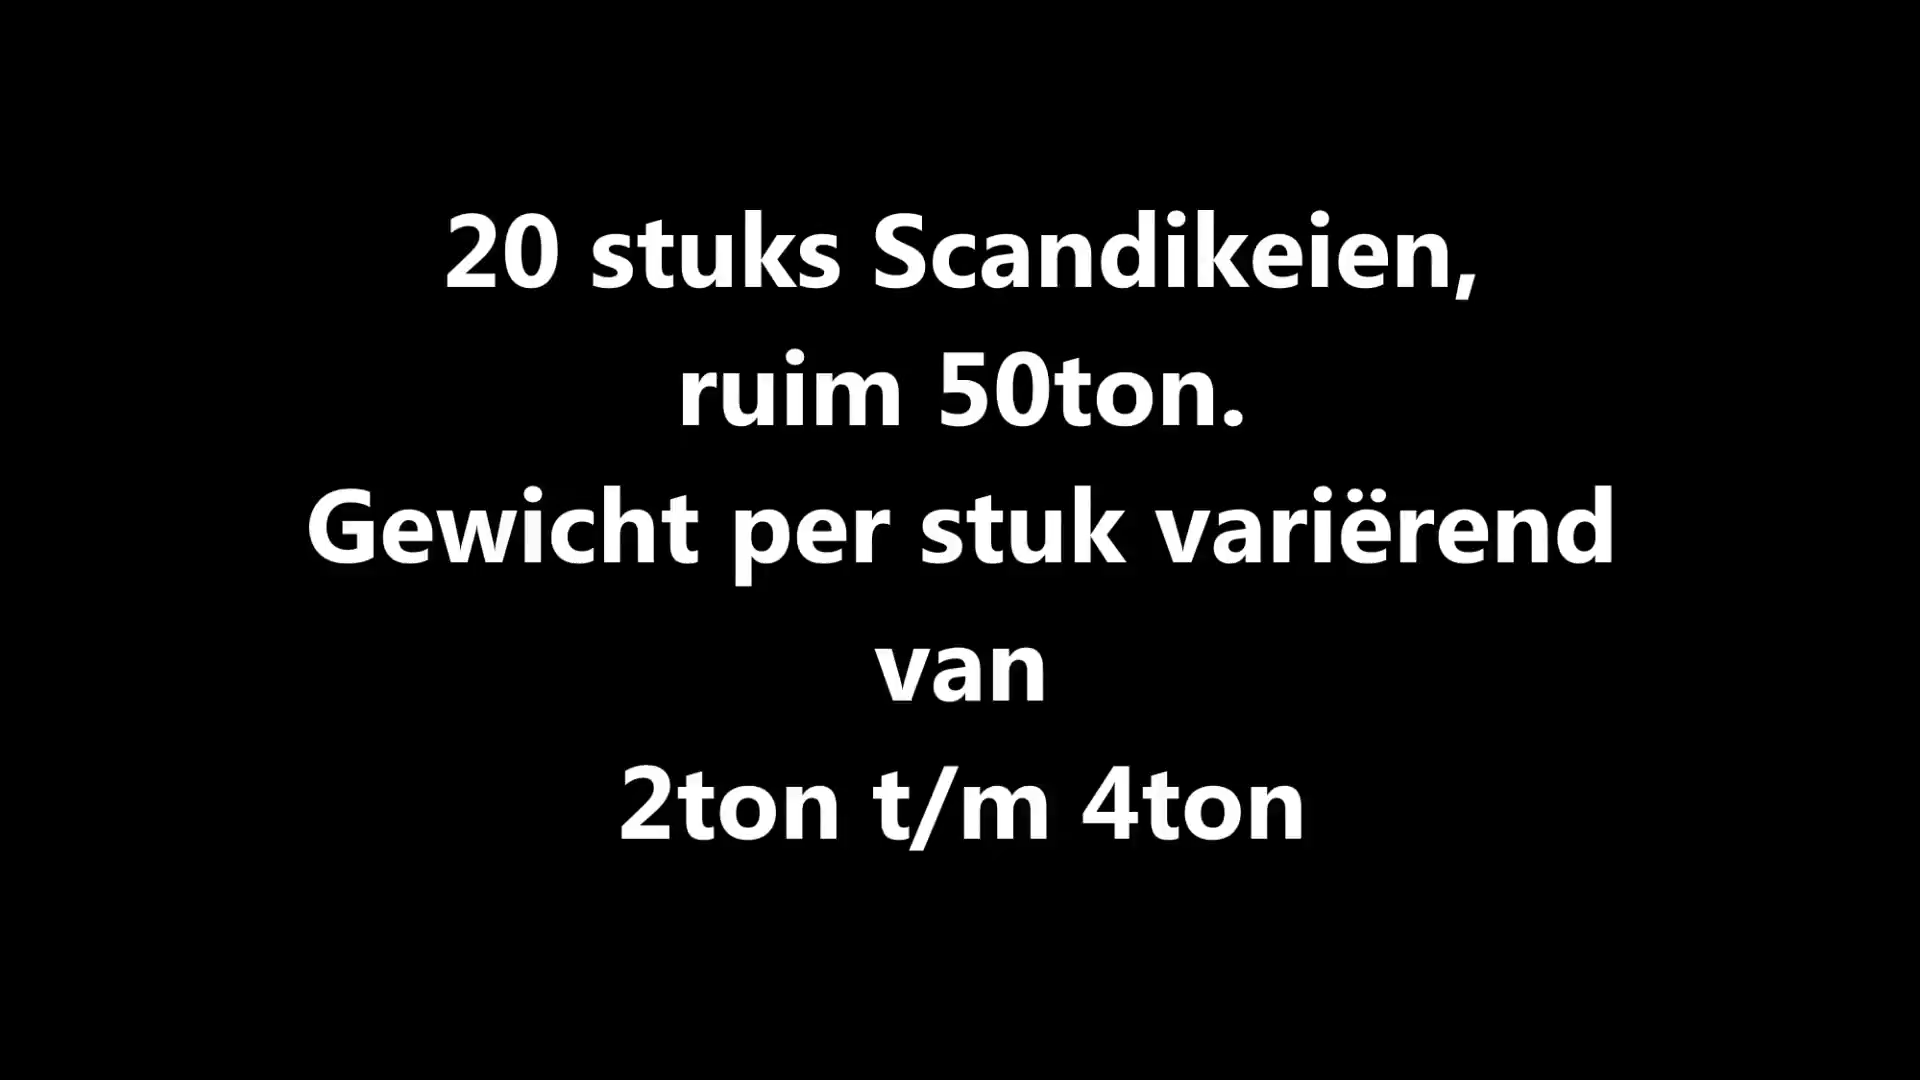 20 stuks Scandikeien,
ruim 50ton.
Gewicht per stuk variërend
van
2ton t/m 4ton